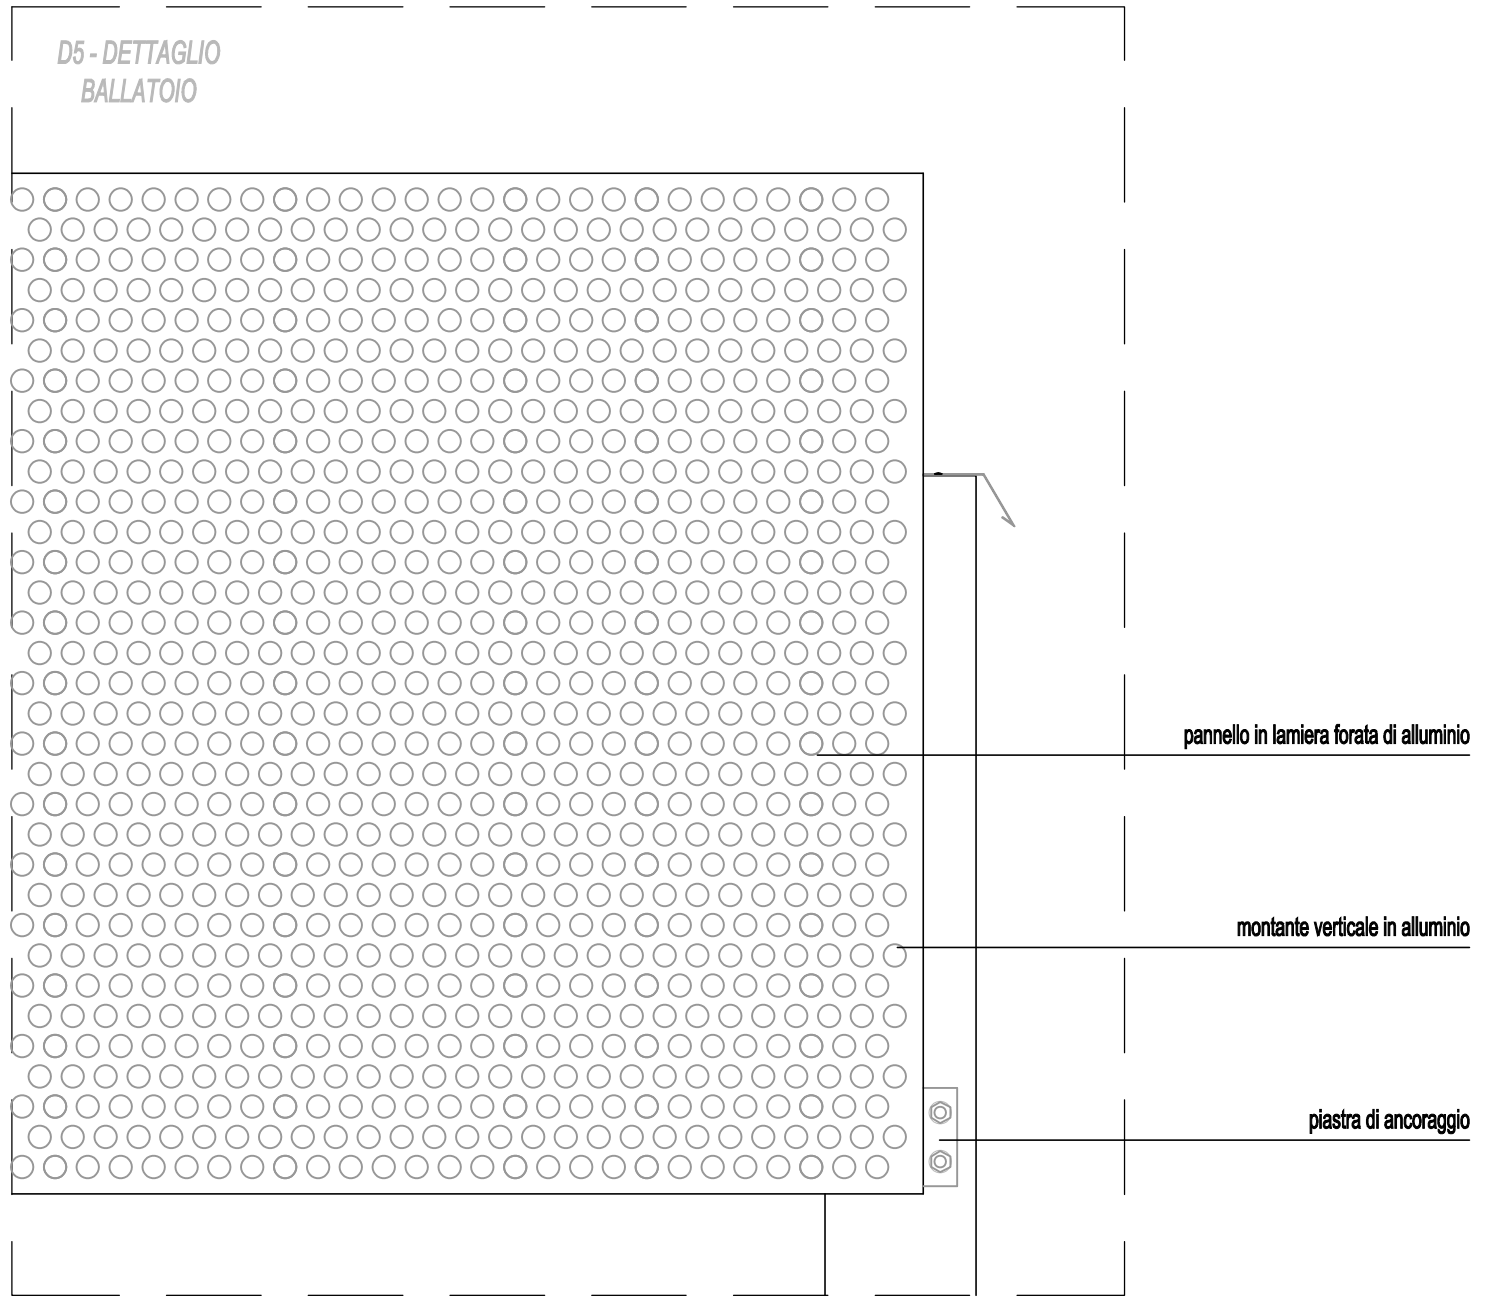 D5 - DETTAGLIO
BALLATOIO
pannello in lamiera forata di alluminio
montante verticale in alluminio
piastra di ancoraggio